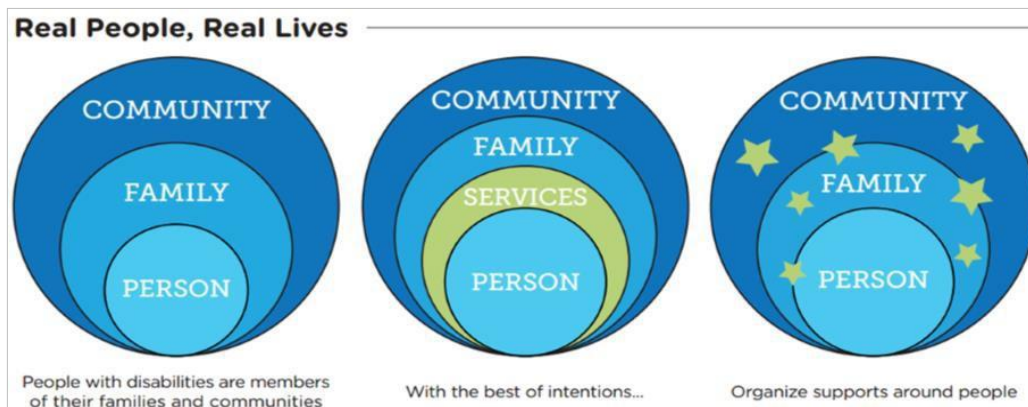 Real People, Real Lives
COMMUNITY
FAMILY
PERSON
People with disabilities are members
of their families and communities
COMMUNITY
FAMILY
SERVICES
PERSON
With the best of intentions...
COMMUNITY
FAMILY
PERSON
Organize supports around people